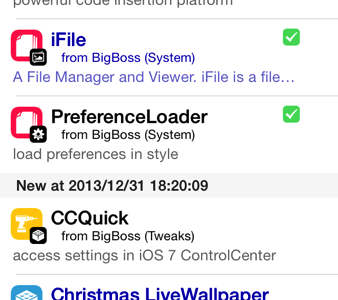 powerful code insertion platform
iFile
from BigBoss (System)
A File Manager and Viewer. iFile is a file…
PreferenceLoader
from BigBoss (System)
load preferences in style
New at 2013/12/31 18:20:09
CCQuick
from BigBoss (Tweaks)
access settings in iOS 7 ControlCenter
Christmas LiveWallpaper